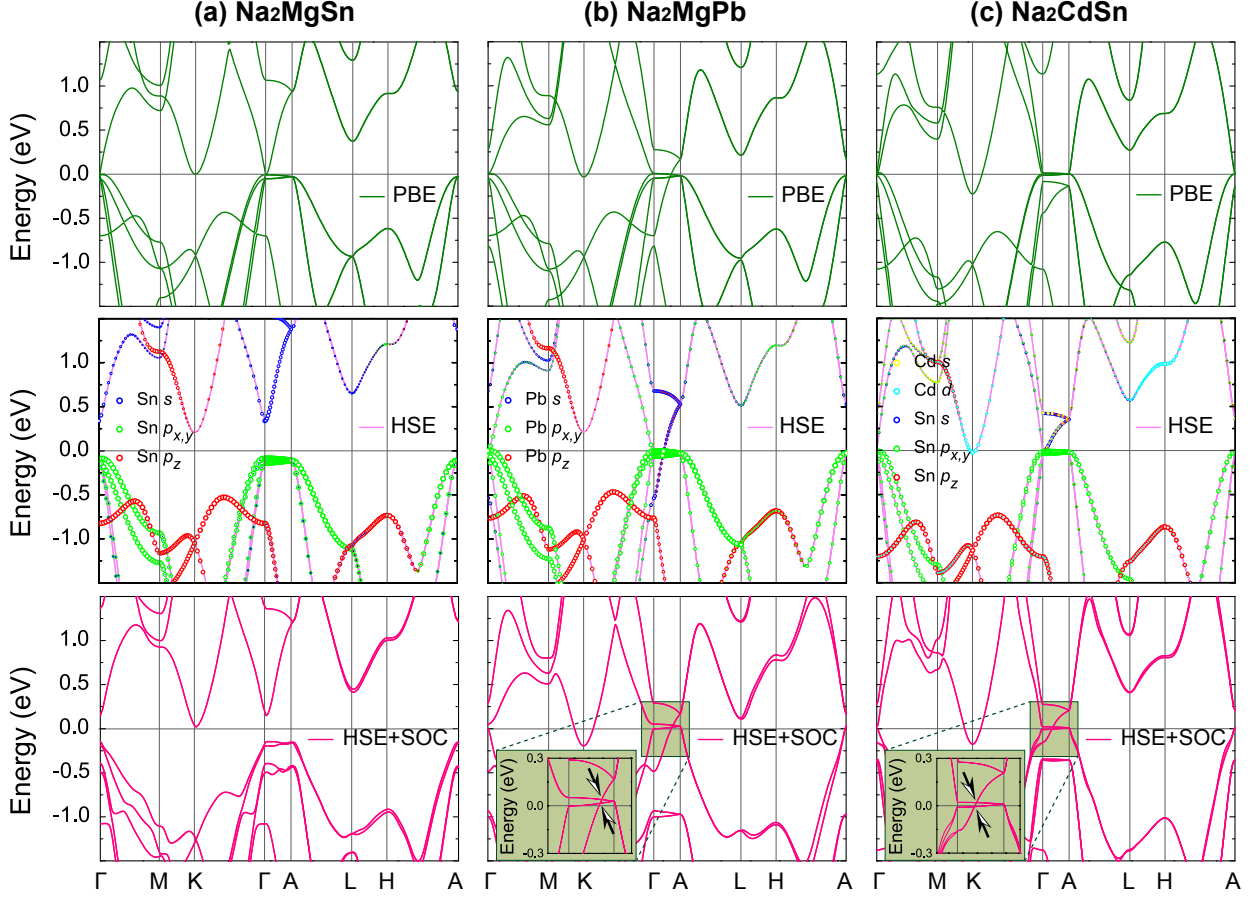 (a) Na₂MgSn (b) Na₂MgPb (c) Na₂CdSn
Energy (eV)
1.0
0.5
0.0
-0.5
-1.0
PBE
PBE
PBE
Energy (eV)
1.0
0.5
0.0
-0.5
-1.0
Sn s
Sn pₓ,ᵧ
Sn p_z
HSE
Pb s
Pb pₓ,ᵧ
Pb p_z
HSE
Cd s
Cd d
Sn s
Sn pₓ,ᵧ
Sn p_z
HSE
Energy (eV)
1.0
0.5
0.0
-0.5
-1.0
HSE+SOC
HSE+SOC
Energy (eV)
0.3
0.0
-0.3
HSE+SOC
Energy (eV)
0.3
0.0
-0.3
Γ M K Γ A L H A
Γ M K Γ A L H A
Γ M K Γ A L H A